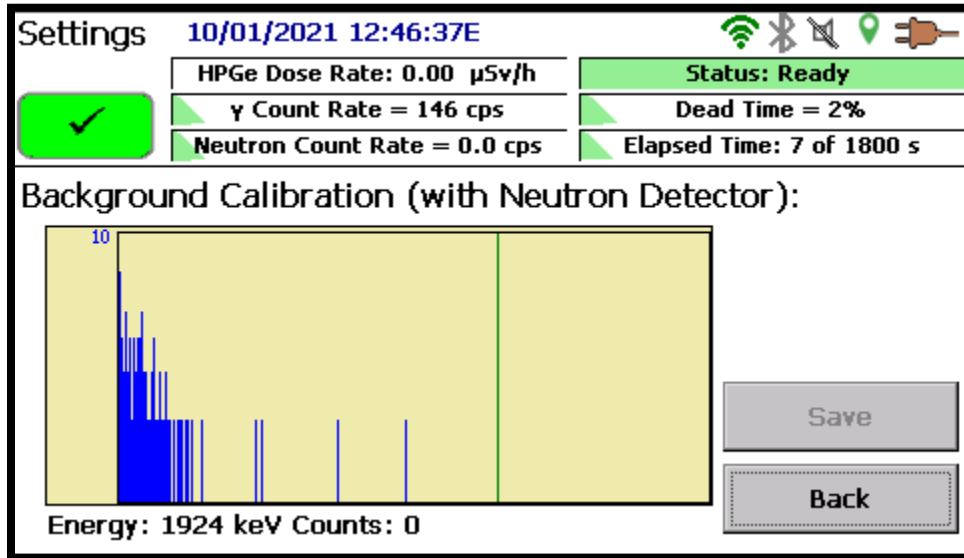 Settings 10/01/2021 12:46:37E
HPGe Dose Rate: 0.00 µSv/h Status: Ready
γ Count Rate = 146 cps Dead Time = 2%
Neutron Count Rate = 0.0 cps Elapsed Time: 7 of 1800 s
Background Calibration (with Neutron Detector):
10
Save
Back
Energy: 1924 keV Counts: 0